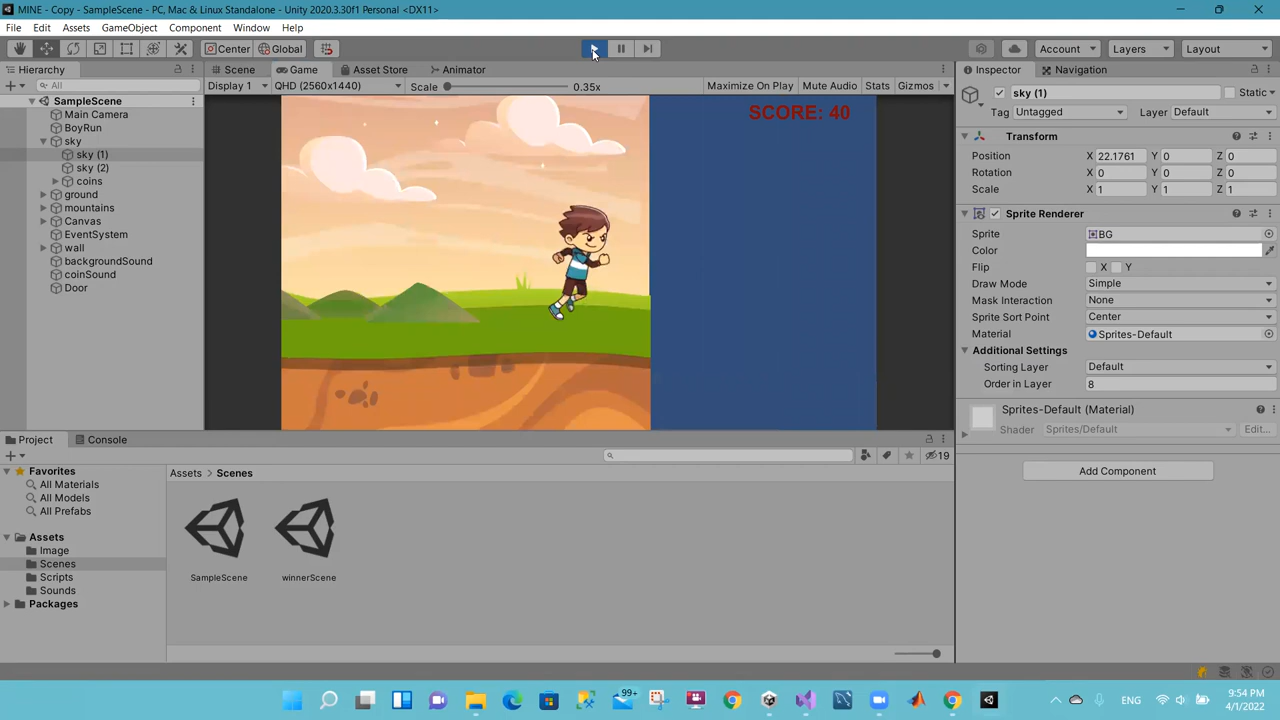 MINE - Copy - SampleScene - PC, Mac & Linux Standalone - Unity 2020.3.30f1 Personal <DX11>
File Edit Assets GameObject Component Window Help
Center Global Account Layers Layout
Hierarchy Scene Game Asset Store Animator Inspector Navigation
All Display 1 QHD (2560x1440) Scale 0.35x Maximize On Play Mute Audio Stats Gizmos
sky (1) Static
SampleScene
Main Camera
BoyRun
sky
sky (1)
sky (2)
coins
ground
mountains
Canvas
EventSystem
wall
backgroundSound
coinSound
Door
SCORE: 40
Tag Untagged Layer Default
Transform
Position X 22.1761 Y 0 Z 0
Rotation X 0 Y 0 Z 0
Scale X 1 Y 1 Z 1
Sprite Renderer
Sprite BG
Color
Flip X Y
Draw Mode Simple
Mask Interaction None
Sprite Sort Point Center
Material Sprites-Default
Additional Settings
Sorting Layer Default
Order in Layer 8
Sprites-Default (Material)
Shader Sprites/Default Edit...
Add Component
Project Console
19
Favorites
All Materials
All Models
All Prefabs
Assets
Image
Scenes
Scripts
Sounds
Packages
Assets > Scenes
SampleScene winnerScene
99+
ENG
9:54 PM
4/1/2022